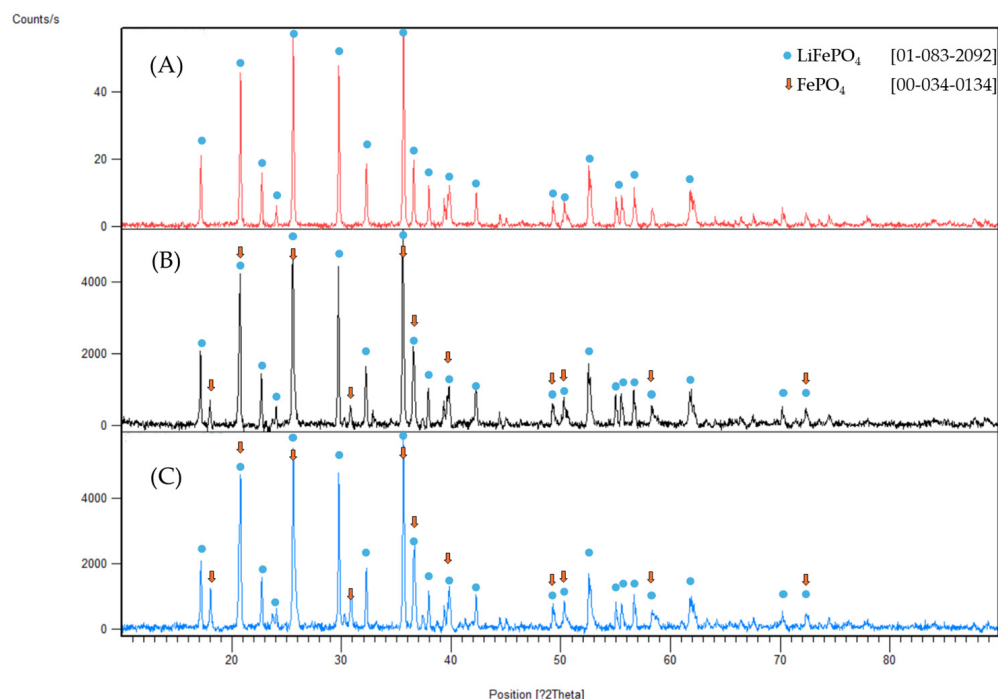 Counts/s
(A)
LiFePO₄ [01-083-2092]
FePO₄ [00-034-0134]
40
20
0
(B)
4000
2000
0
(C)
4000
2000
0
20 30 40 50 60 70 80
Position [?2Theta]